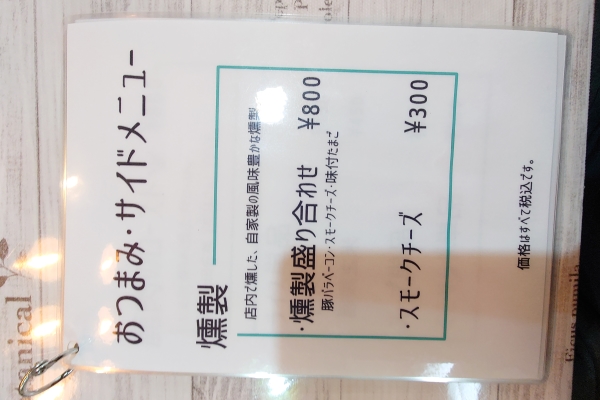 おつまみ・サイドメニュー
燻製
店内で燻した、自家製の風味豊かな燻製
・燻製盛り合わせ ¥800
豚バラベーコン・スモークチーズ・味付たまご
・スモークチーズ ¥300
価格はすべて税込です。
anical
Ficus pumila